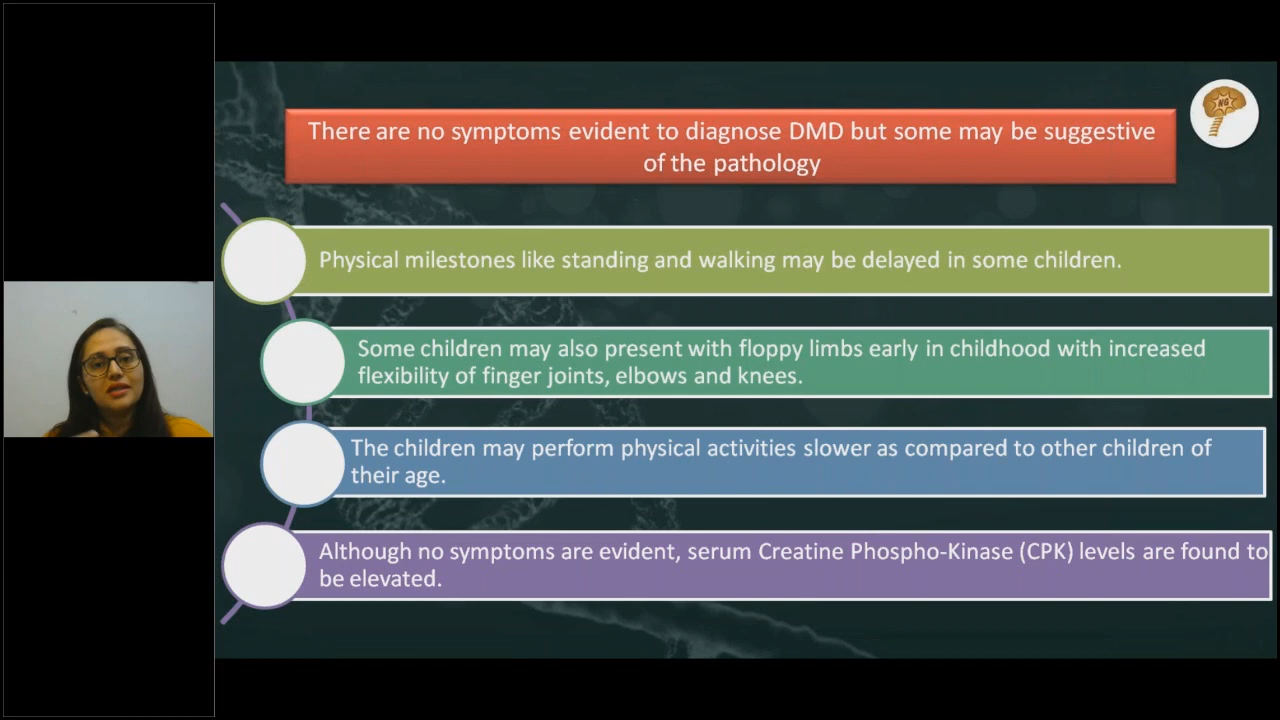 There are no symptoms evident to diagnose DMD but some may be suggestive
of the pathology
NG
Physical milestones like standing and walking may be delayed in some children.
Some children may also present with floppy limbs early in childhood with increased
flexibility of finger joints, elbows and knees.
The children may perform physical activities slower as compared to other children of
their age.
Although no symptoms are evident, serum Creatine Phospho-Kinase (CPK) levels are found to
be elevated.